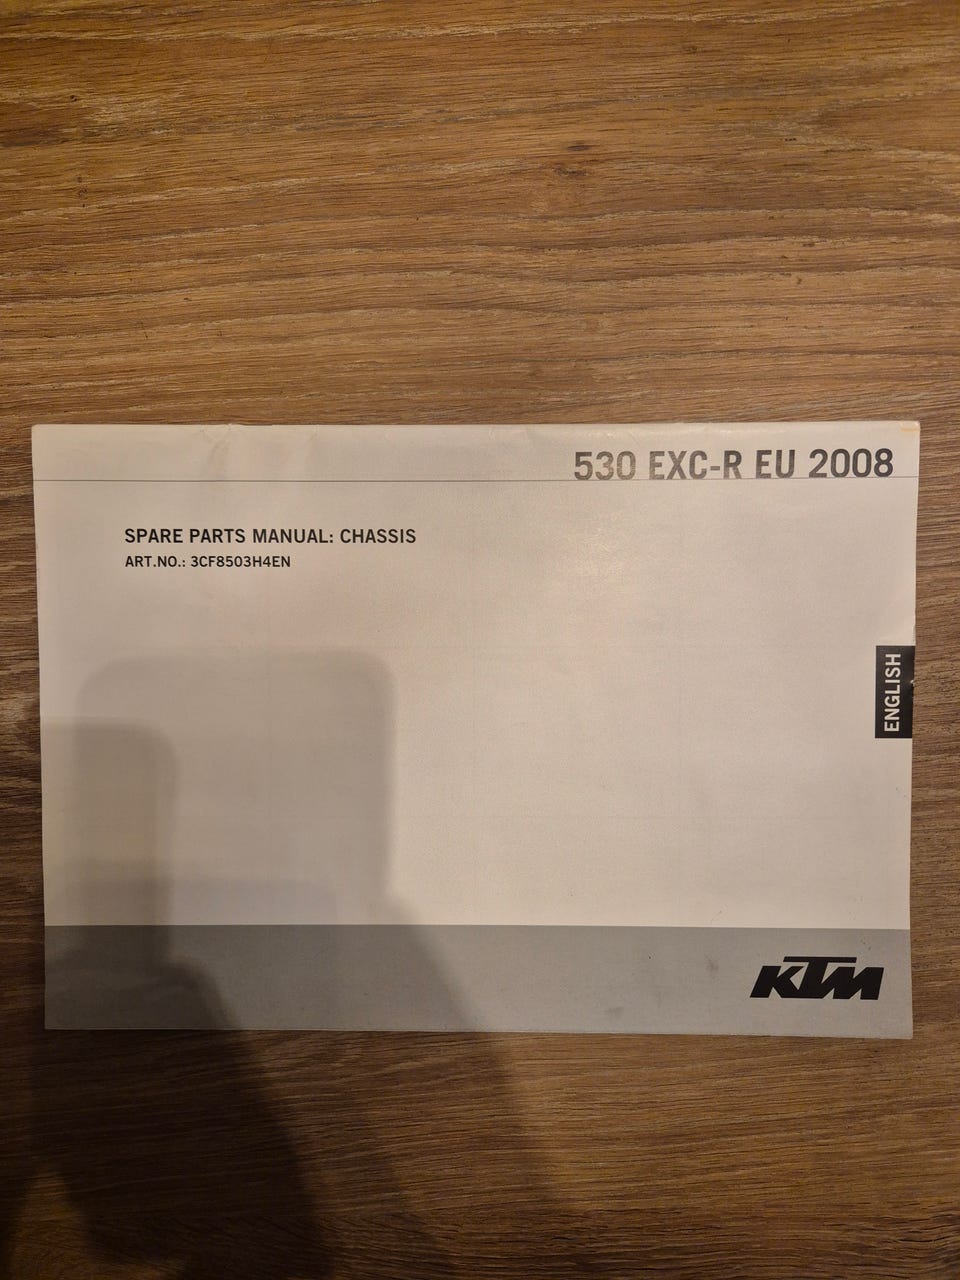 530 EXC-R EU 2008
SPARE PARTS MANUAL: CHASSIS
ART.NO.: 3CF8503H4EN
ENGLISH
KTM